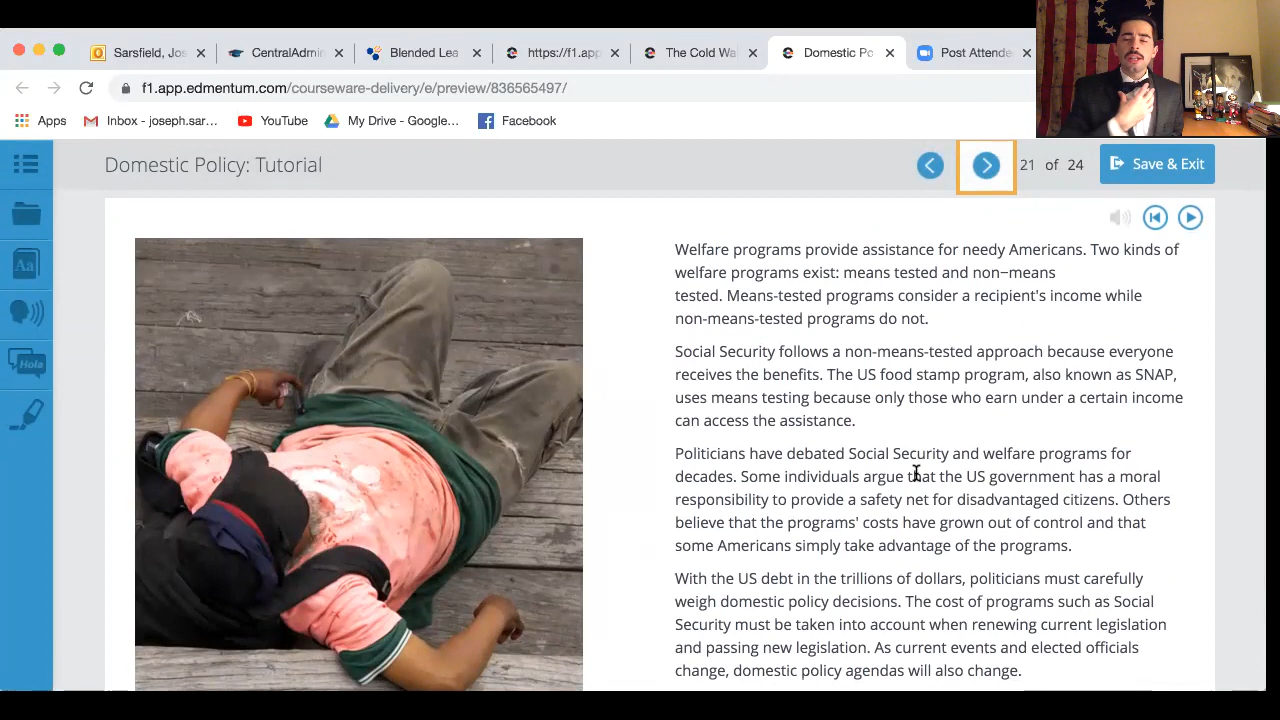 Sarsfield, Jos
CentralAdmin
Blended
https://f1.app
The Cold Wa
Domestic Po
Post Attende
f1.app.edmentum.com/courseware-delivery/e/preview/836565497/
Apps
Inbox - joseph.sar...
YouTube
My Drive - Google...
Facebook
Domestic Policy: Tutorial
21 of 24
Save & Exit
Aa
Hola
Welfare programs provide assistance for needy Americans. Two kinds of
welfare programs exist: means tested and non−means
tested. Means-tested programs consider a recipient's income while
non-means-tested programs do not.
Social Security follows a non-means-tested approach because everyone
receives the benefits. The US food stamp program, also known as SNAP,
uses means testing because only those who earn under a certain income
can access the assistance.
Politicians have debated Social Security and welfare programs for
decades. Some individuals argue that the US government has a moral
responsibility to provide a safety net for disadvantaged citizens. Others
believe that the programs' costs have grown out of control and that
some Americans simply take advantage of the programs.
With the US debt in the trillions of dollars, politicians must carefully
weigh domestic policy decisions. The cost of programs such as Social
Security must be taken into account when renewing current legislation
and passing new legislation. As current events and elected officials
change, domestic policy agendas will also change.